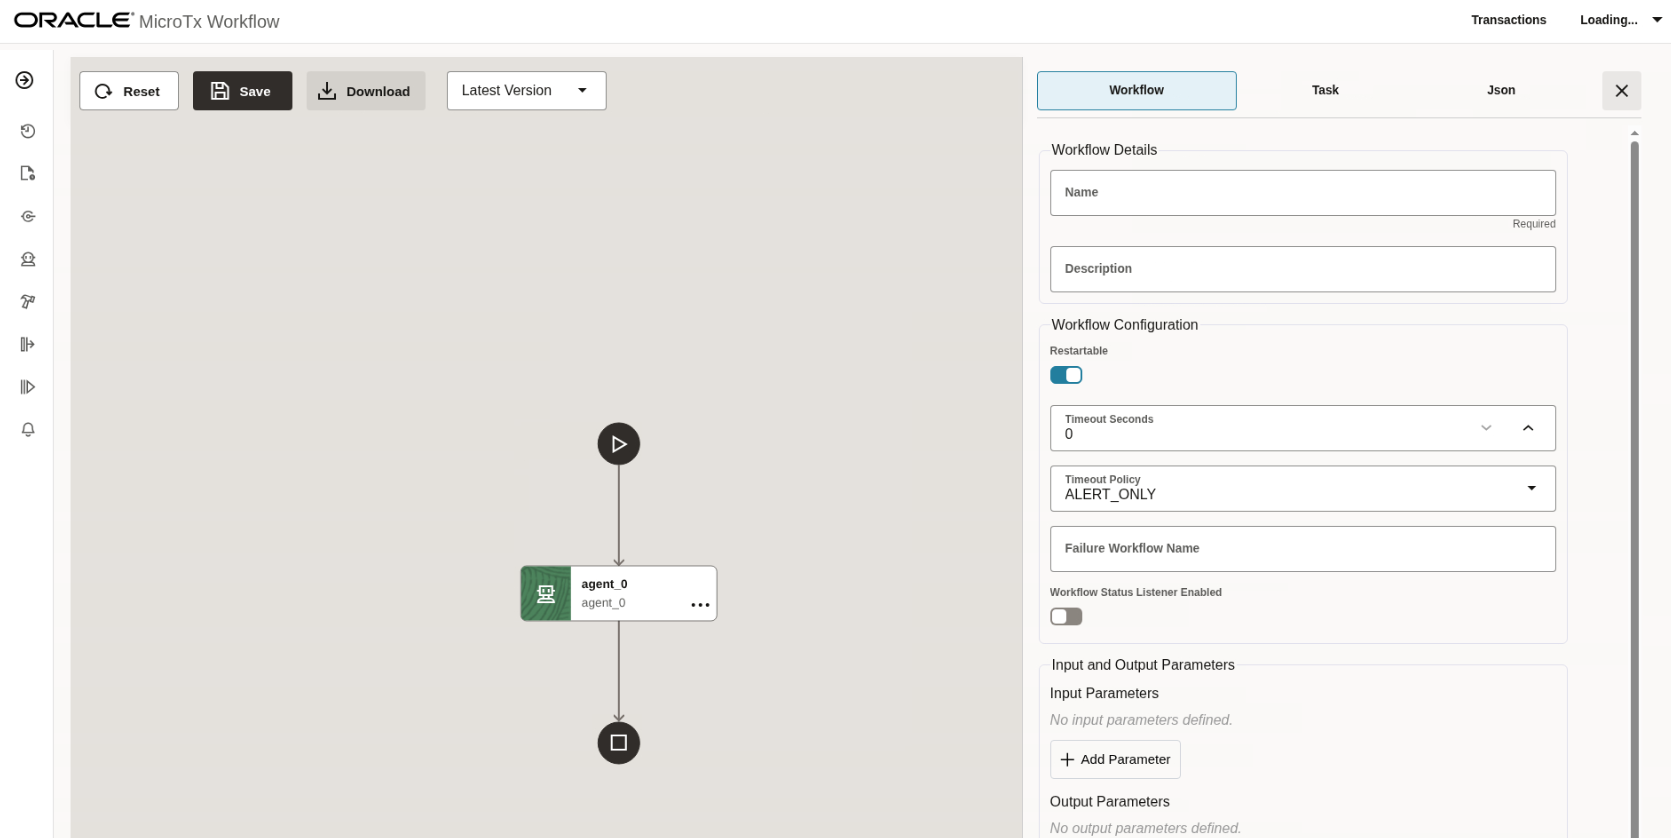 ORACLE MicroTx Workflow
Transactions
Loading...
Reset
Save
Download
Latest Version
Workflow
Task
Json
Workflow Details
Name
Required
Description
Workflow Configuration
Restartable
Timeout Seconds
0
Timeout Policy
ALERT_ONLY
Failure Workflow Name
agent_0
agent_0
Workflow Status Listener Enabled
Input and Output Parameters
Input Parameters
No input parameters defined.
Add Parameter
Output Parameters
No output parameters defined.